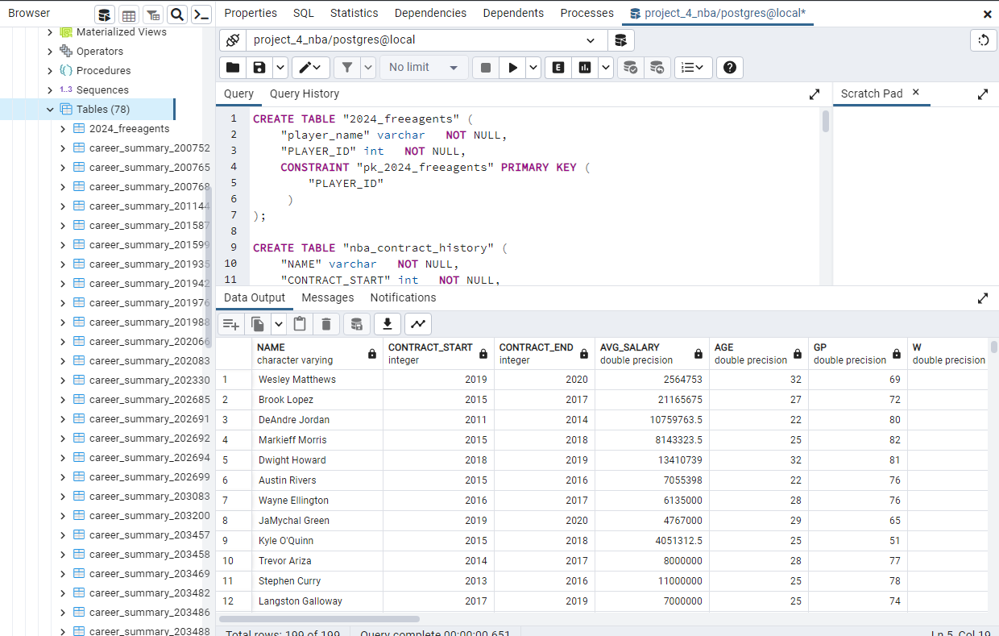 Browser
Properties SQL Statistics Dependencies Dependents Processes project_4_nba/postgres@local*
Materialized Views
Operators
Procedures
1..3 Sequences
Tables (78)
2024_freeagents
career_summary_200752
career_summary_200765
career_summary_200768
career_summary_201144
career_summary_201587
career_summary_201599
career_summary_201935
career_summary_201942
career_summary_201976
career_summary_201988
career_summary_202066
career_summary_202083
career_summary_202330
career_summary_202685
career_summary_202691
career_summary_202692
career_summary_202694
career_summary_202699
career_summary_203083
career_summary_203200
career_summary_203457
career_summary_203458
career_summary_203469
career_summary_203482
career_summary_203486
career_summary_203488
project_4_nba/postgres@local
No limit E
Query Query History
Scratch Pad
1 CREATE TABLE "2024_freeagents" (
2 "player_name" varchar NOT NULL,
3 "PLAYER_ID" int NOT NULL,
4 CONSTRAINT "pk_2024_freeagents" PRIMARY KEY (
5 "PLAYER_ID"
6 )
7 );
8
9 CREATE TABLE "nba_contract_history" (
10 "NAME" varchar NOT NULL,
11 "CONTRACT_START" int NOT NULL,
Data Output Messages Notifications
NAME CONTRACT_START CONTRACT_END AVG_SALARY AGE GP W
character varying integer integer double precision double precision double precision double precision
1 Wesley Matthews 2019 2020 2564753 32 69
2 Brook Lopez 2015 2017 21165675 27 72
3 DeAndre Jordan 2011 2014 10759763.5 22 80
4 Markieff Morris 2015 2018 8143323.5 25 82
5 Dwight Howard 2018 2019 13410739 32 81
6 Austin Rivers 2015 2016 7055398 22 76
7 Wayne Ellington 2016 2017 6135000 28 76
8 JaMychal Green 2019 2020 4767000 29 65
9 Kyle O'Quinn 2015 2018 4051312.5 25 51
10 Trevor Ariza 2014 2017 8000000 28 77
11 Stephen Curry 2013 2016 11000000 25 78
12 Langston Galloway 2017 2019 7000000 25 74
Total rows: 199 of 199 Query complete 00:00:00.651 Ln 5, Col 19